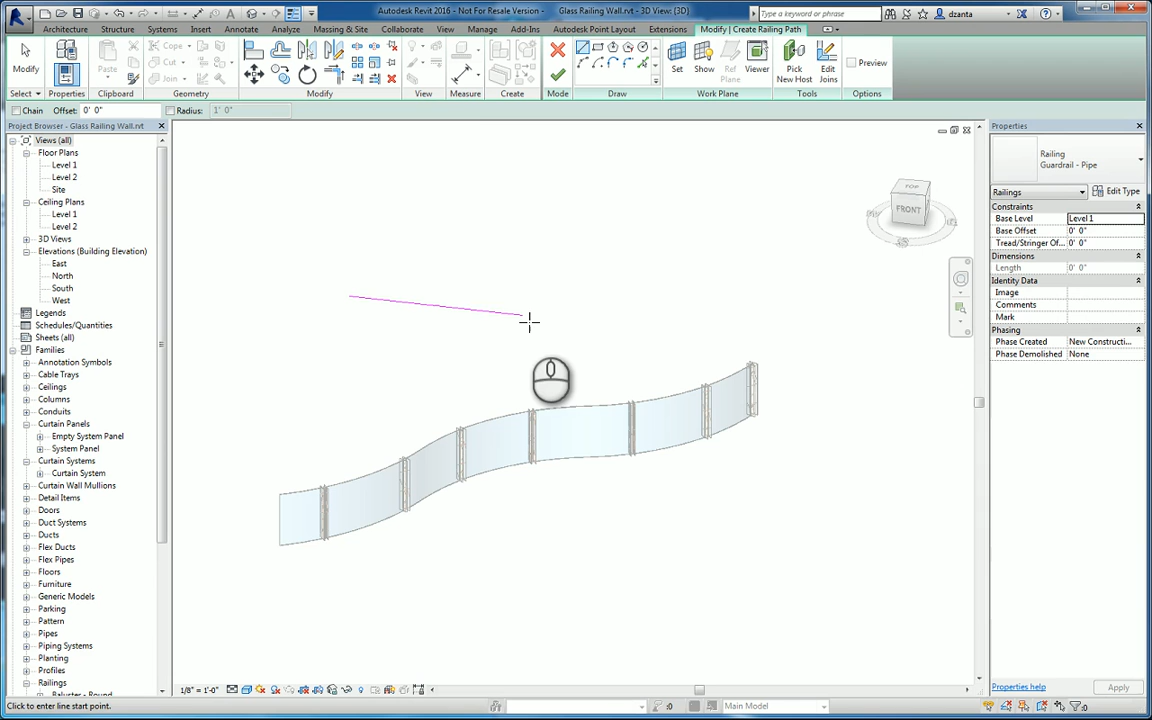 Autodesk Revit 2016 - Not For Resale Version - Glass Railing Wall.rvt - 3D View: {3D}
Type a keyword or phrase
dzanta
Architecture Structure Systems Insert Annotate Analyze Massing & Site Collaborate View Manage Add-Ins Autodesk Point Layout Extensions Modify | Create Railing Path
Modify Paste Cope Cut Join Set Show Ref Plane Viewer Pick New Host Edit Joins Preview
Select Properties Clipboard Geometry Modify View Measure Create Mode Draw Work Plane Tools Options
Chain Offset: 0' 0" Radius: 1' 0"
Project Browser - Glass Railing Wall.rvt
Views (all)
Floor Plans
Level 1
Level 2
Site
Ceiling Plans
Level 1
Level 2
3D Views
Elevations (Building Elevation)
East
North
South
West
Legends
Schedules/Quantities
Sheets (all)
Families
Annotation Symbols
Cable Trays
Ceilings
Columns
Conduits
Curtain Panels
Empty System Panel
System Panel
Curtain Systems
Curtain System
Curtain Wall Mullions
Detail Items
Doors
Duct Systems
Ducts
Flex Ducts
Flex Pipes
Floors
Furniture
Generic Models
Parking
Pattern
Pipes
Piping Systems
Planting
Profiles
Railings
Baluster - Round
TOP
FRONT
Properties
Railing
Guardrail - Pipe
Railings Edit Type
Constraints
Base Level Level 1
Base Offset 0' 0"
Tread/Stringer Of... 0' 0"
Dimensions
Length 0' 0"
Identity Data
Image
Comments
Mark
Phasing
Phase Created New Constructi...
Phase Demolished None
Properties help Apply
1/8" = 1'-0"
Click to enter line start point.
:0 Main Model :0